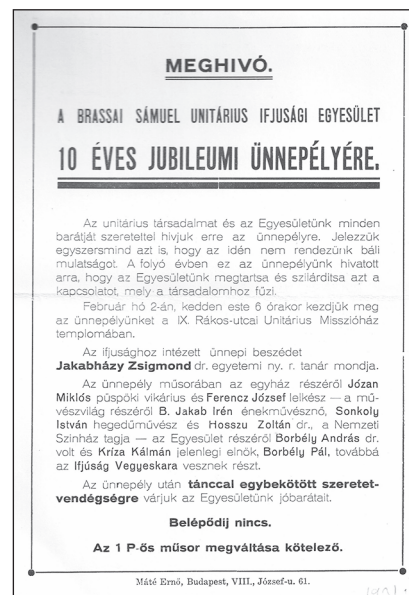 MEGHIVÓ.
A BRASSAI SÁMUEL UNITÁRIUS IFJUSÁGI EGYESÜLET
10 ÉVES JUBILEUMI ÜNNEPÉLYÉRE.
Az unitárius társadalmat és az Egyesületünk minden
barátját szeretettel hivjuk erre az ünnepélyre. Jelezzük
egyszersmind azt is, hogy az idén nem rendezünk báli
mulatságot. A folyó évben ez az ünnepélyünk hivatott
arra, hogy az Egyesületünk megtartsa és szilárdítsa azt a
kapcsolatot, mely a társadalomhoz fűzi.
Február hó 2-án, kedden este 6 órakor kezdjük meg
az ünnepélyünket a IX. Rákos-utcai Unitárius Misszióház
templomában.
Az ifjusághoz intézett ünnepi beszédet
Jakabházy Zsigmond dr. egyetemi ny. r. tanár mondja.
Az ünnepély műsorában az egyház részéről Józan
Miklós püspöki vikárius és Ferencz József lelkész — a mű-
vészvilág részéről B. Jakab Irén énekművésznő, Sonkoly
István hegedűművész és Hosszu Zoltán dr., a Nemzeti
Szinház tagja — az Egyesület részéről Borbély András dr.
volt és Kríza Kálmán jelenlegi elnök, Borbély Pál, továbbá
az Ifjúság Vegyeskara vesznek részt.
Az ünnepély után tánccal egybekötött szeretet-
vendégségre várjuk az Egyesületünk jóbarátait.
Belépődij nincs.
Az 1 P-ős műsor megváltása kötelező.
Máté Ernő, Budapest, VIII., József-u. 61.